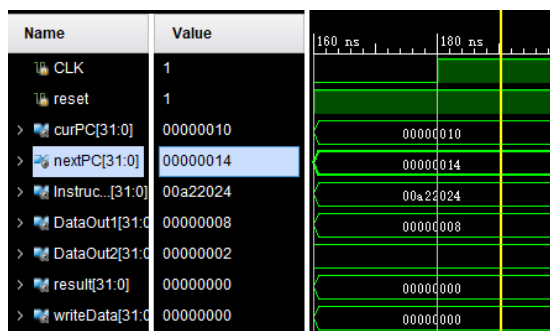 Name Value 160 ns 180 ns
CLK 1
reset 1
curPC[31:0] 00000010 00000010
nextPC[31:0] 00000014 00000014
Instruc...[31:0] 00a22024 00a22024
DataOut1[31:0 00000008 00000008
DataOut2[31:0 00000002
result[31:0] 00000000 00000000
writeData[31:0 00000000 00000000